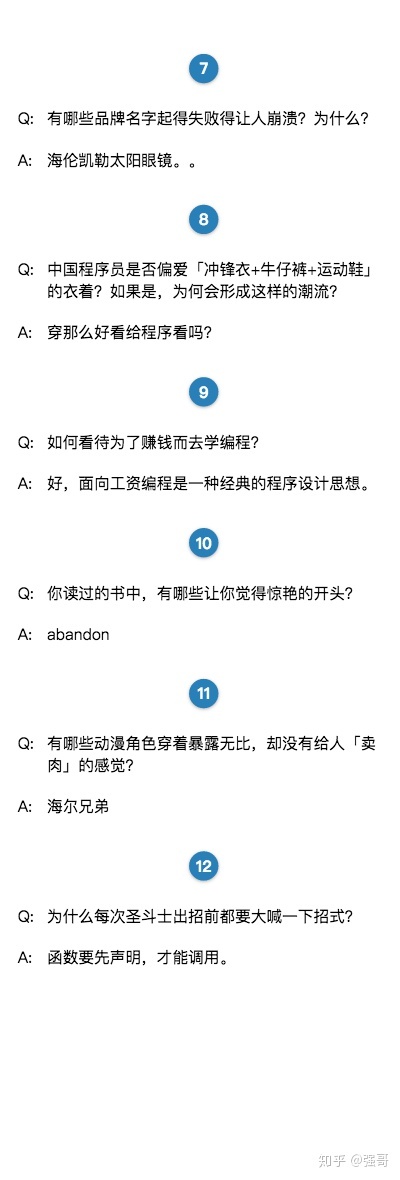 7
Q: 有哪些品牌名字起得失败得让人崩溃？为什么？
A: 海伦凯勒太阳眼镜。。
8
Q: 中国程序员是否偏爱「冲锋衣+牛仔裤+运动鞋」
的衣着？如果是，为何会形成这样的潮流？
A: 穿那么好看给程序看吗？
9
Q: 如何看待为了赚钱而去学编程？
A: 好，面向工资编程是一种经典的程序设计思想。
10
Q: 你读过的书中，有哪些让你觉得惊艳的开头？
A: abandon
11
Q: 有哪些动漫角色穿着暴露无比，却没有给人「卖
肉」的感觉？
A: 海尔兄弟
12
Q: 为什么每次圣斗士出招前都要大喊一下招式？
A: 函数要先声明，才能调用。
知乎 @强哥